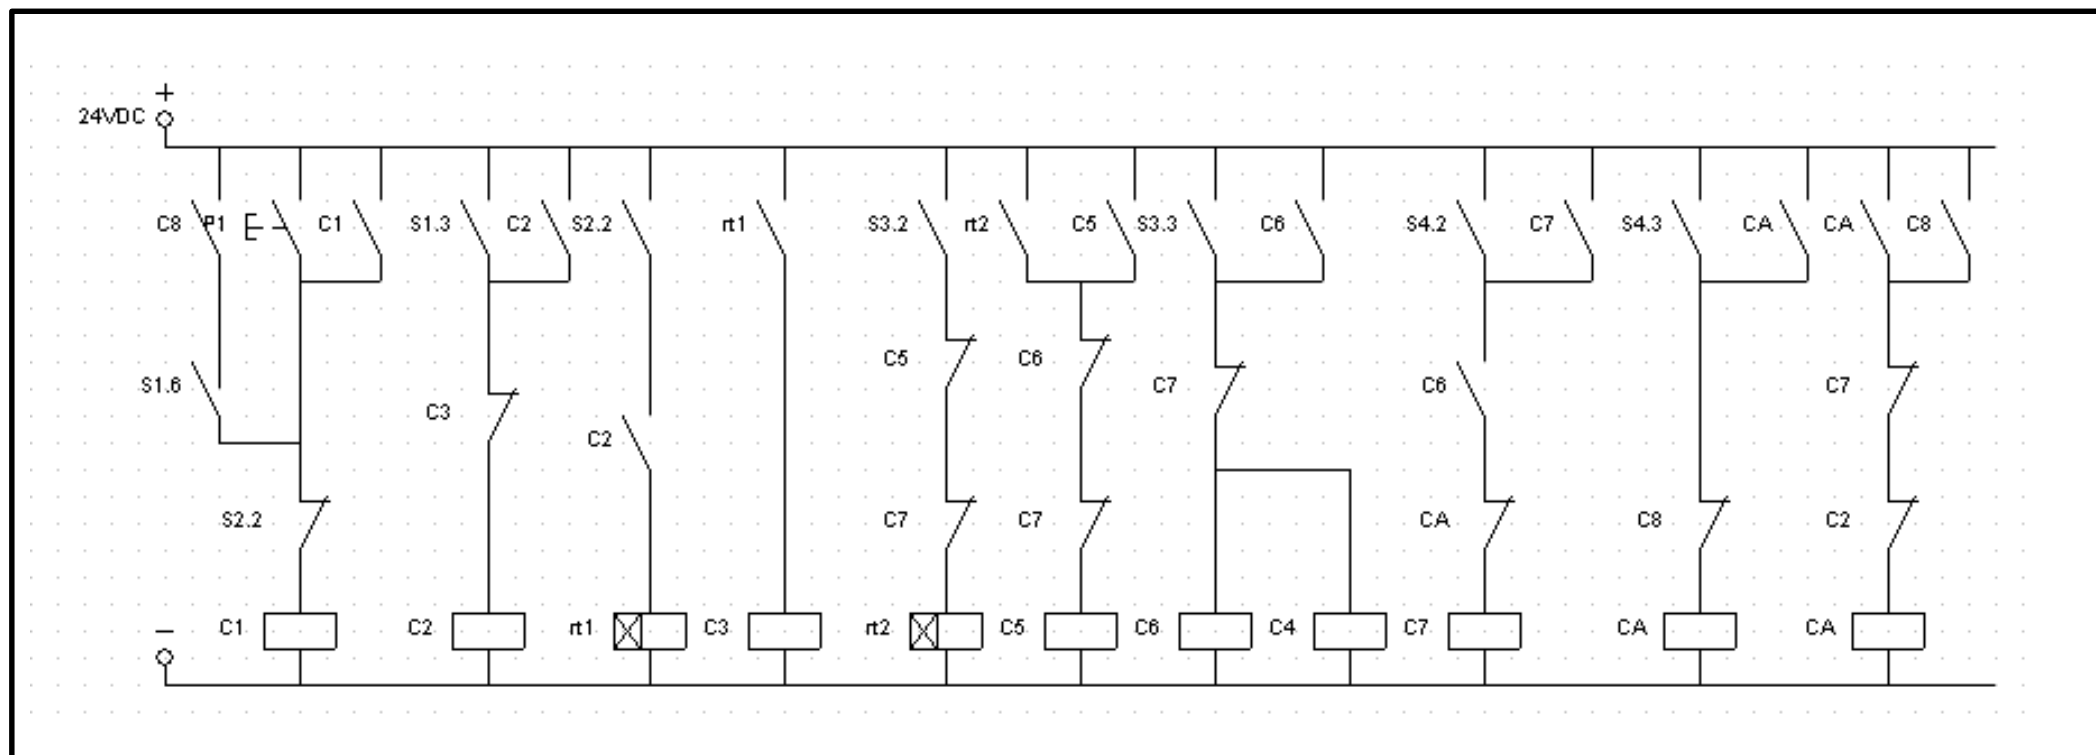 +
24VDC
C8 P1 C1 S1.3 C2 S2.2 rt1 S3.2 rt2 C5 S3.3 C6 S4.2 C7 S4.3 CA CA C8
C5 C6
S1.6 C7 C6 C7
C3
C2
S2.2 C7 C7 CA C8 C2
−
C1 C2 rt1 C3 rt2 C5 C6 C4 C7 CA CA